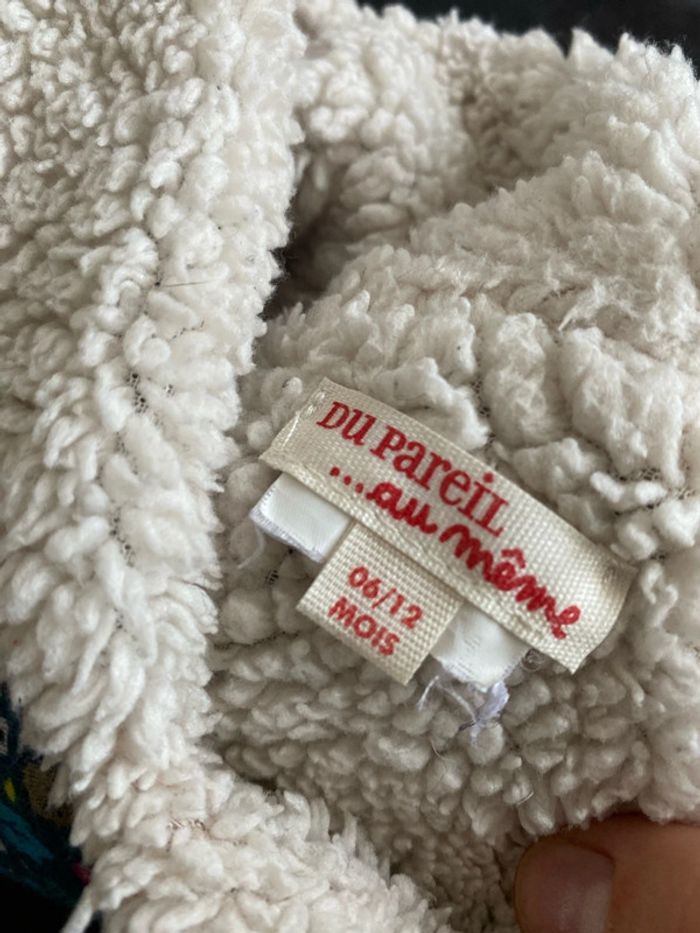 DU PAREIL
...au même
06/12
MOIS